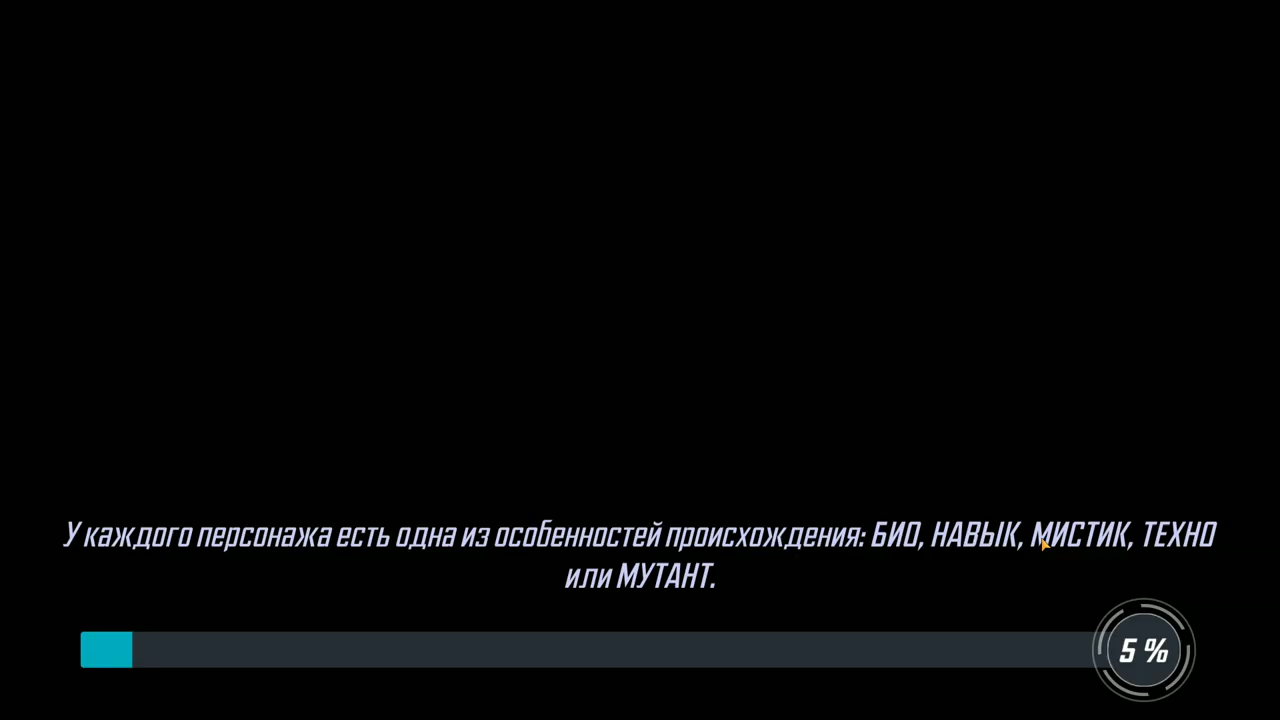 У каждого персонажа есть одна из особенностей происхождения: БИО, НАВЫК, МИСТИК, ТЕХНО
или МУТАНТ.
5 %